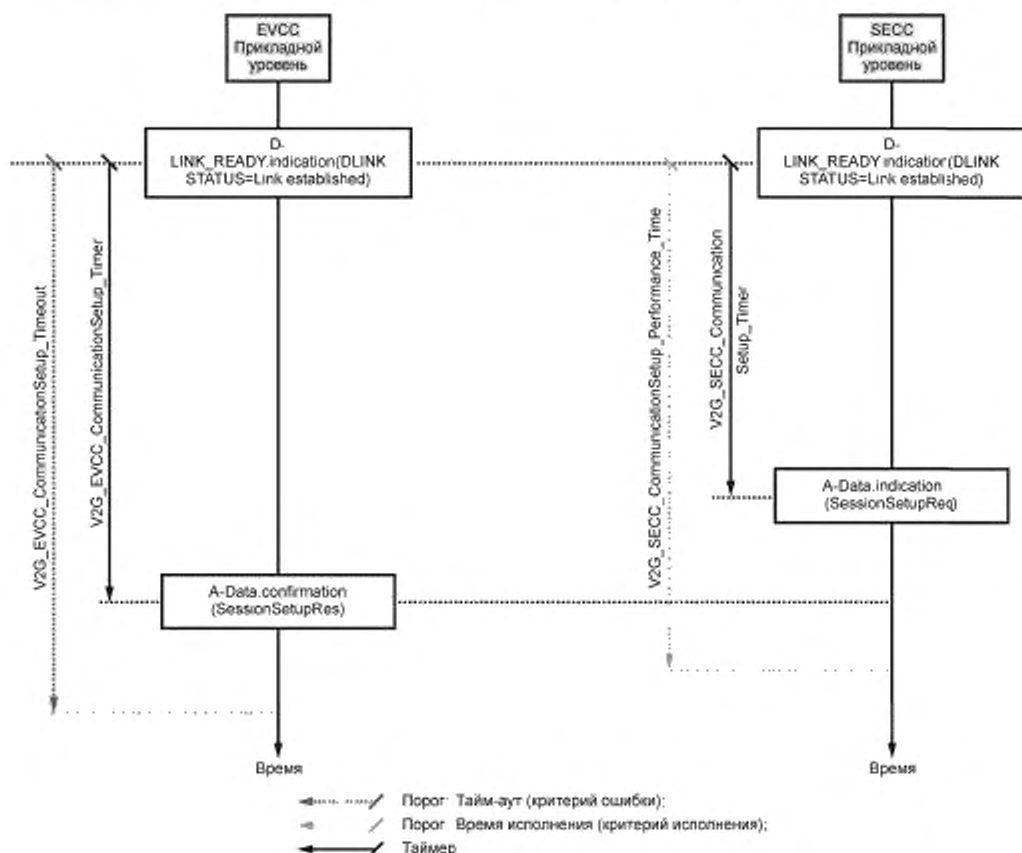 EVCC
Прикладной
уровень
SECC
Прикладной
уровень
D-
LINK_READY.indication(DLINK
STATUS=Link established)
D-
LINK_READY.indication(DLINK
STATUS=Link established)
V2G_EVCC_CommunicationSetup_Timeout
V2G_EVCC_CommunicationSetup_Timer
V2G_SECC_CommunicationSetup_Performance_Time
V2G_SECC_Communication
Setup_Timer
A-Data.indication
(SessionSetupReq)
A-Data.confirmation
(SessionSetupRes)
Время
Время
Порог Тайм-аут (критерий ошибки);
Порог Время исполнения (критерий исполнения);
Таймер